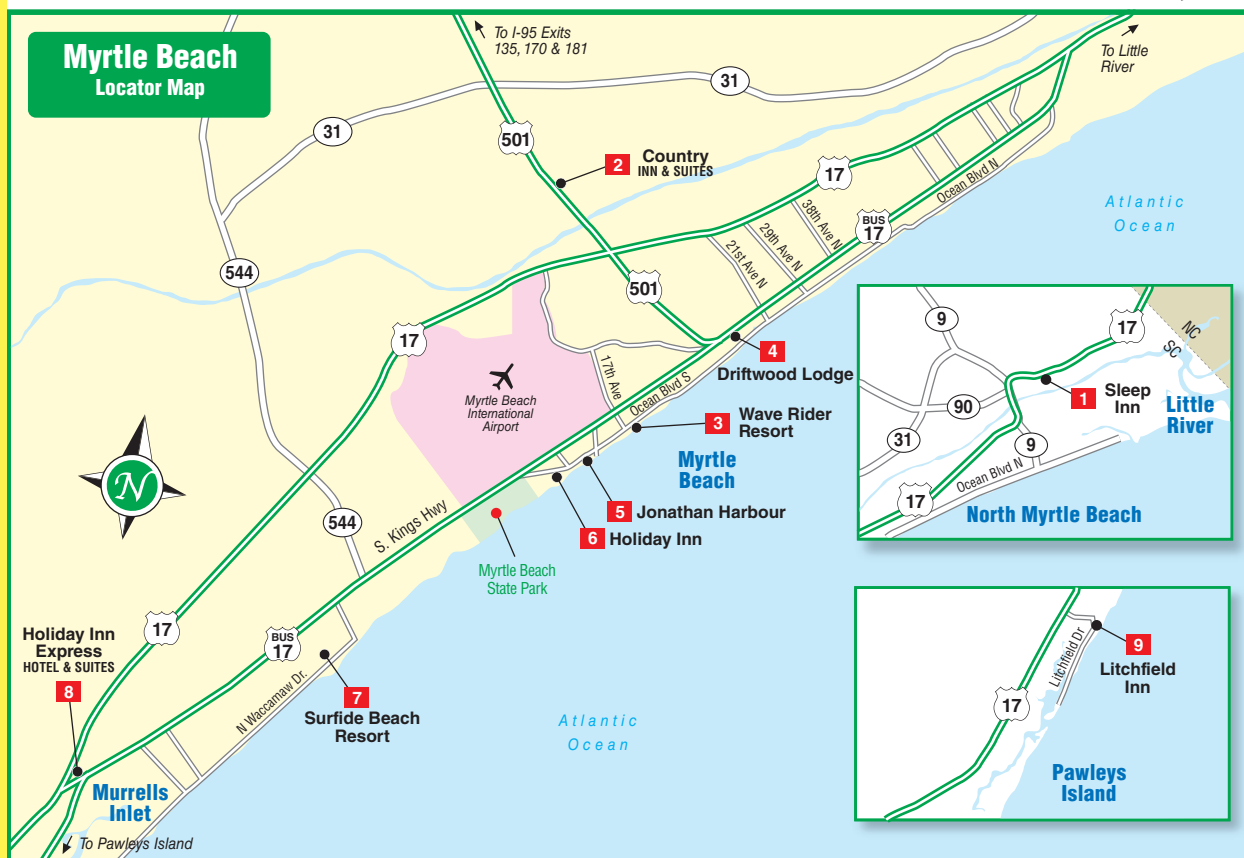 Myrtle Beach
Locator Map
To I-95 Exits
135, 170 & 181
To Little
River
31
31
501
2
Country
INN & SUITES
17
BUS
17
Ocean Blvd N
38th Ave N
29th Ave N
21st Ave N
Atlantic
Ocean
544
501
17
Myrtle Beach
International
Airport
17th Ave
Ocean Blvd S
4
Driftwood Lodge
3
Wave Rider
Resort
Myrtle
Beach
5
Jonathan Harbour
6
Holiday Inn
N
544
S. Kings Hwy
Myrtle Beach
State Park
17
BUS
17
Holiday Inn
Express
HOTEL & SUITES
8
N Waccamaw Dr.
7
Surfide Beach
Resort
Atlantic
Ocean
Murrells
Inlet
To Pawleys Island
9
17
NC
SC
90
1
Sleep
Inn
Little
River
31
9
Ocean Blvd N
17
North Myrtle Beach
Litchfield Dr
9
Litchfield
Inn
17
Pawleys
Island